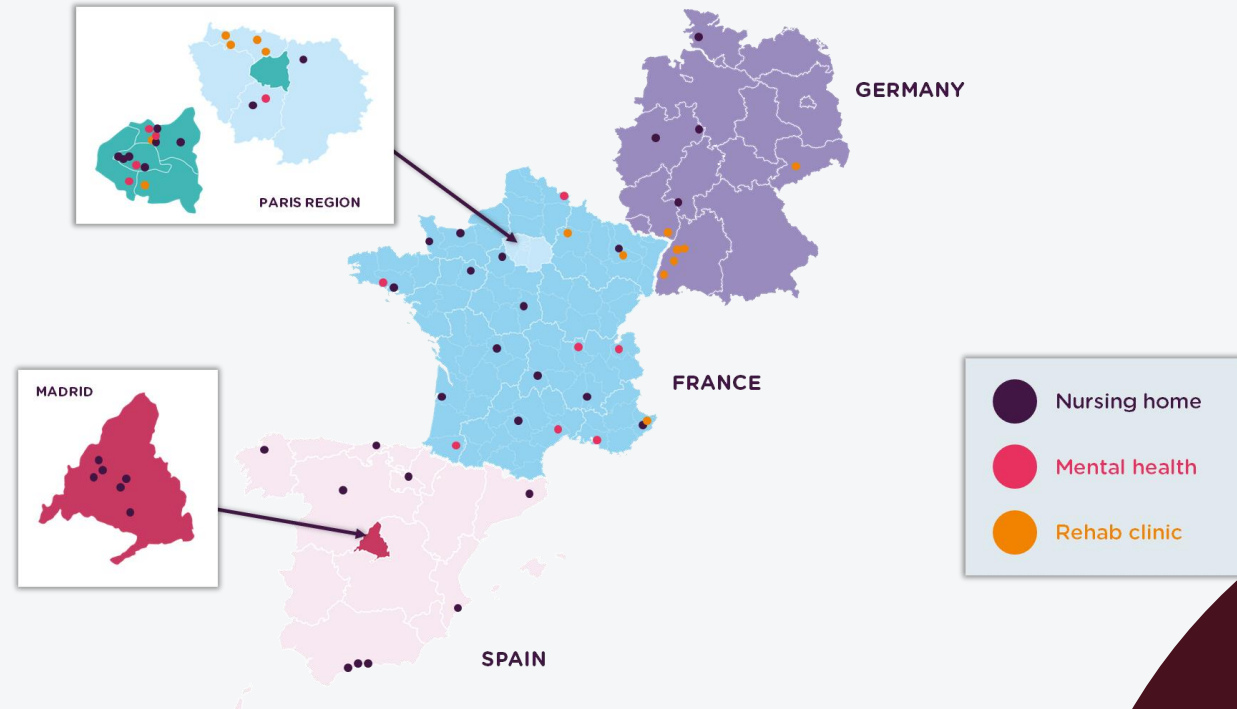 GERMANY
PARIS REGION
FRANCE
MADRID
SPAIN
Nursing home
Mental health
Rehab clinic